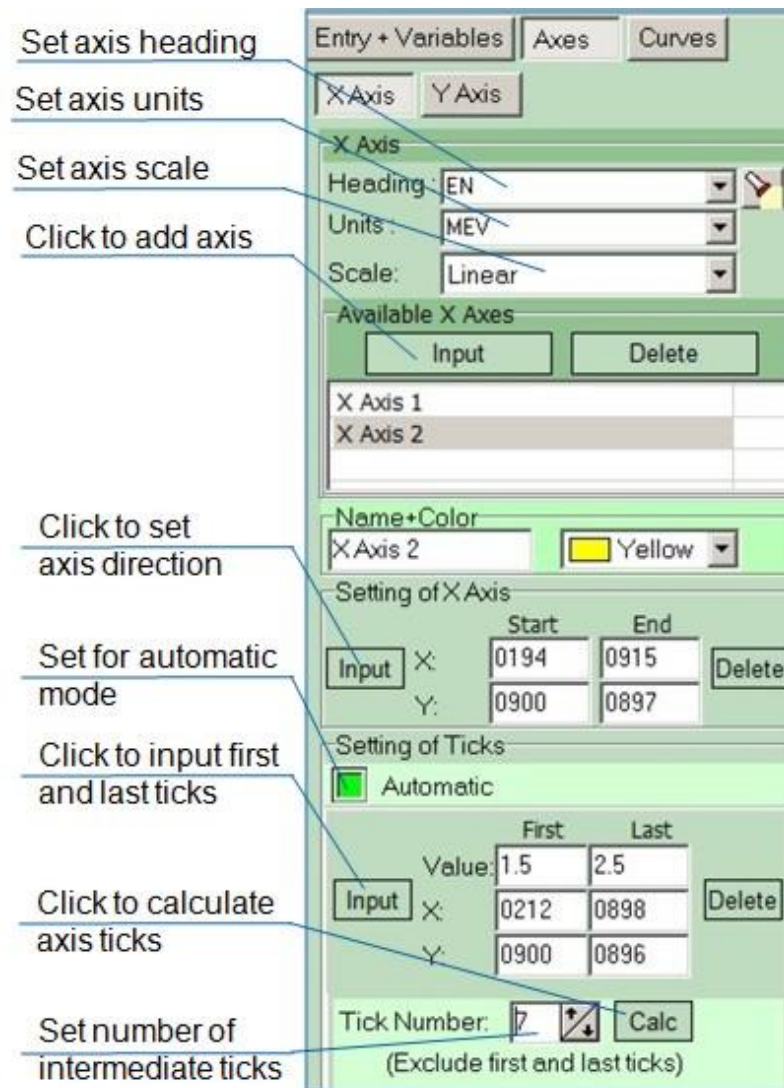 Set axis heading
Entry + Variables Axes Curves
Set axis units
X Axis Y Axis
X Axis
Set axis scale
Heading : EN
Click to add axis
Units : MEV
Scale: Linear
Available X Axes
Input Delete
X Axis 1
X Axis 2
Click to set
axis direction
Name+Color
X Axis 2 Yellow
Setting of X Axis
Start End
Input X: 0194 0915 Delete
Y: 0900 0897
Set for automatic
mode
Setting of Ticks
Click to input first
and last ticks
Automatic
First Last
Value: 1.5 2.5
Input X: 0212 0898 Delete
Y: 0900 0896
Click to calculate
axis ticks
Tick Number: 7 Calc
(Exclude first and last ticks)
Set number of
intermediate ticks